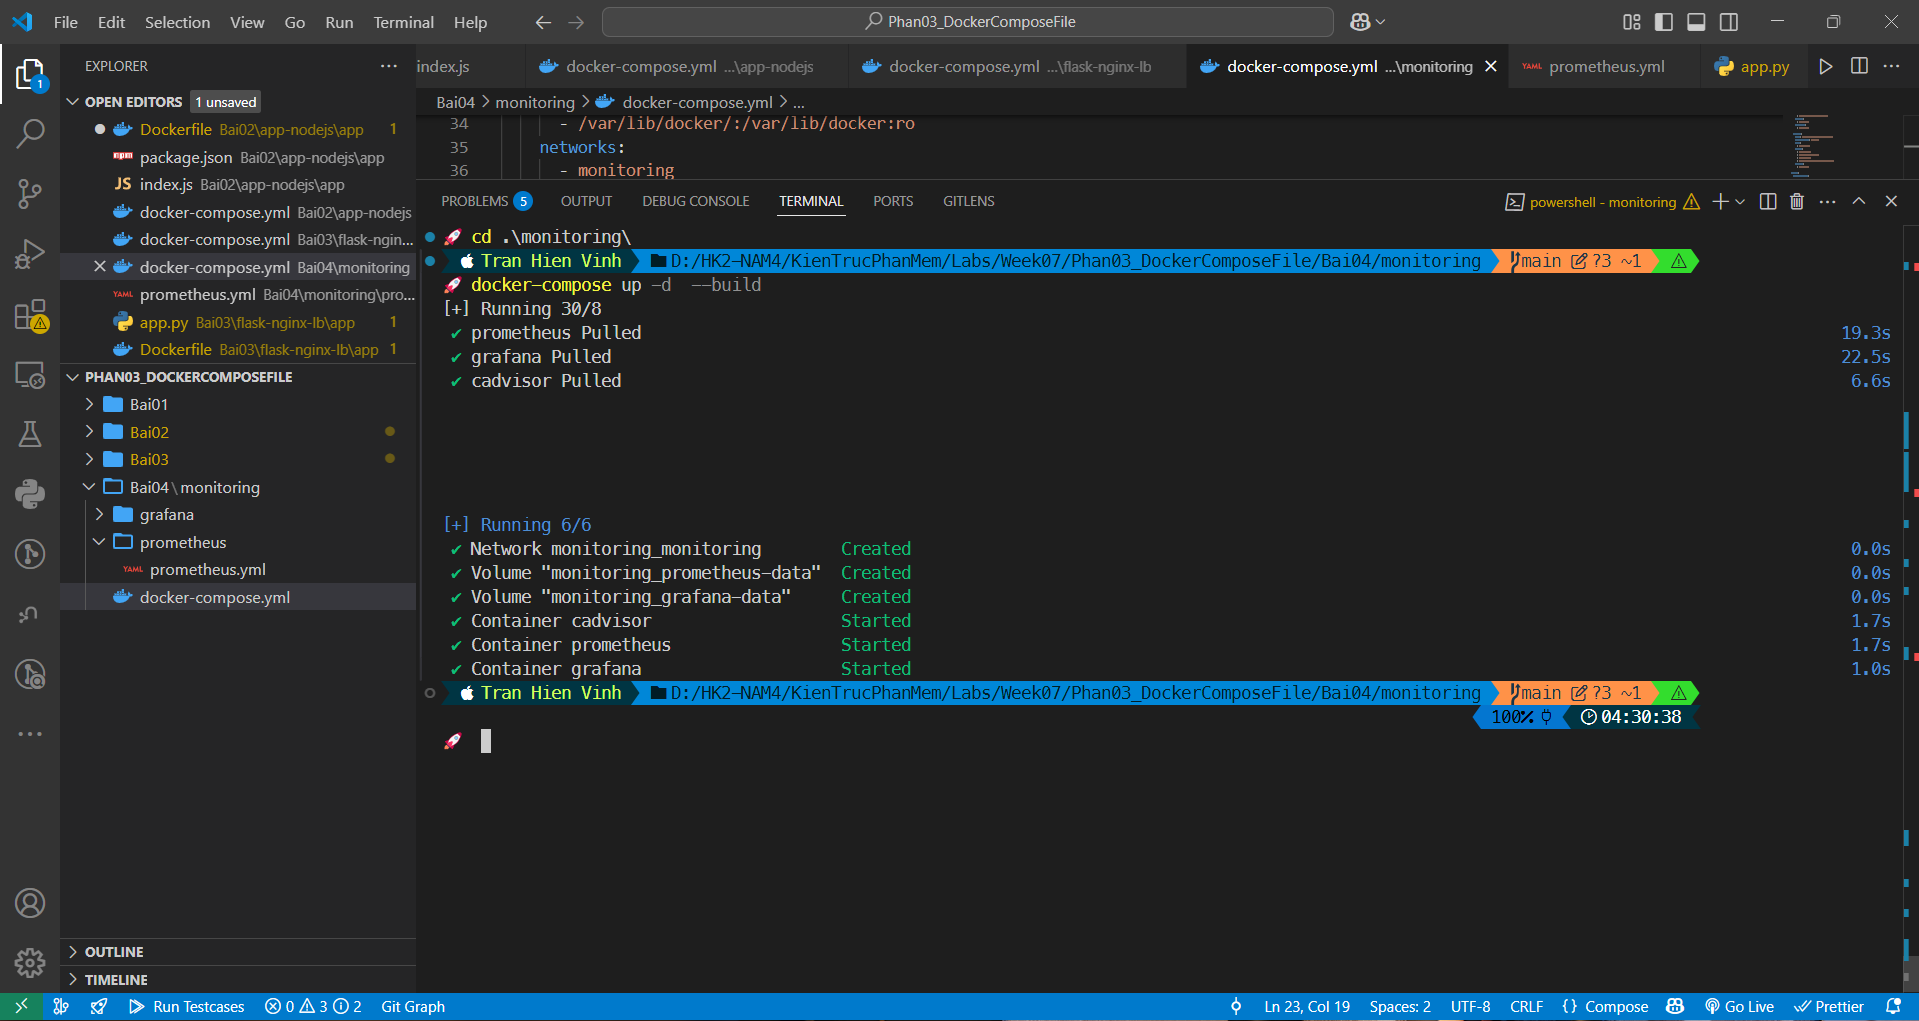 File Edit Selection View Go Run Terminal Help
Phan03_DockerComposeFile
EXPLORER
OPEN EDITORS 1 unsaved
Dockerfile Bai02\app-nodejs\app 1
package.json Bai02\app-nodejs\app
JS index.js Bai02\app-nodejs\app
docker-compose.yml Bai02\app-nodejs
docker-compose.yml Bai03\flask-ngin...
docker-compose.yml Bai04\monitoring
YAML prometheus.yml Bai04\monitoring\pro...
app.py Bai03\flask-nginx-lb\app 1
Dockerfile Bai03\flask-nginx-lb\app 1
PHAN03_DOCKERCOMPOSEFILE
Bai01
Bai02
Bai03
Bai04\monitoring
grafana
prometheus
YAML prometheus.yml
docker-compose.yml
OUTLINE
TIMELINE
index.js
docker-compose.yml ...\app-nodejs
docker-compose.yml ...\flask-nginx-lb
docker-compose.yml ...\monitoring
YAML prometheus.yml
app.py
Bai04 > monitoring > docker-compose.yml > ...
34 - /var/lib/docker/:/var/lib/docker:ro
35 networks:
36 - monitoring
PROBLEMS 5 OUTPUT DEBUG CONSOLE TERMINAL PORTS GITLENS
powershell - monitoring
cd .\monitoring\
Tran Hien Vinh D:/HK2-NAM4/KienTrucPhanMem/Labs/Week07/Phan03_DockerComposeFile/Bai04/monitoring main ?3 ~1
docker-compose up -d --build
[+] Running 30/8
✔ prometheus Pulled 19.3s
✔ grafana Pulled 22.5s
✔ cadvisor Pulled 6.6s
[+] Running 6/6
✔ Network monitoring_monitoring Created 0.0s
✔ Volume "monitoring_prometheus-data" Created 0.0s
✔ Volume "monitoring_grafana-data" Created 0.0s
✔ Container cadvisor Started 1.7s
✔ Container prometheus Started 1.7s
✔ Container grafana Started 1.0s
Tran Hien Vinh D:/HK2-NAM4/KienTrucPhanMem/Labs/Week07/Phan03_DockerComposeFile/Bai04/monitoring main ?3 ~1
100% 04:30:38
Run Testcases 0 3 2 Git Graph
Ln 23, Col 19 Spaces: 2 UTF-8 CRLF {} Compose Go Live Prettier